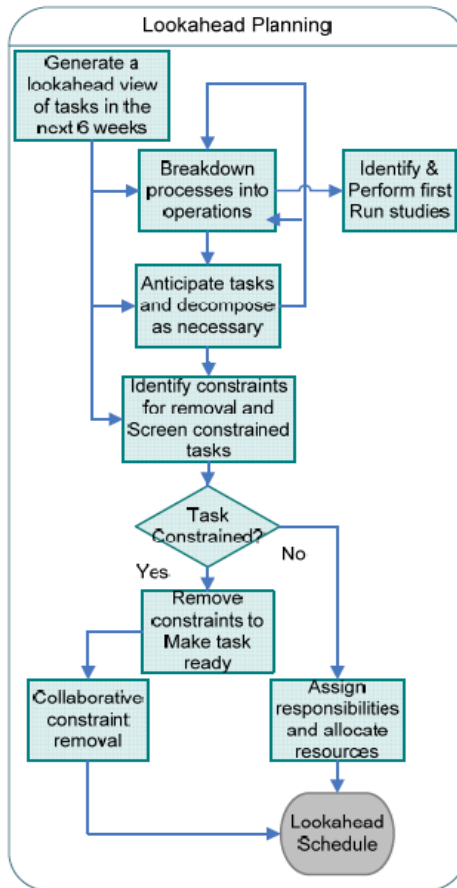 Lookahead Planning
Generate a
lookahead view
of tasks in the
next 6 weeks
Breakdown
processes into
operations
Identify &
Perform first
Run studies
Anticipate tasks
and decompose
as necessary
Identify constraints
for removal and
Screen constrained
tasks
Task
Constrained?
No
Yes
Remove
constraints to
Make task
ready
Collaborative
constraint
removal
Assign
responsibilities
and allocate
resources
Lookahead
Schedule